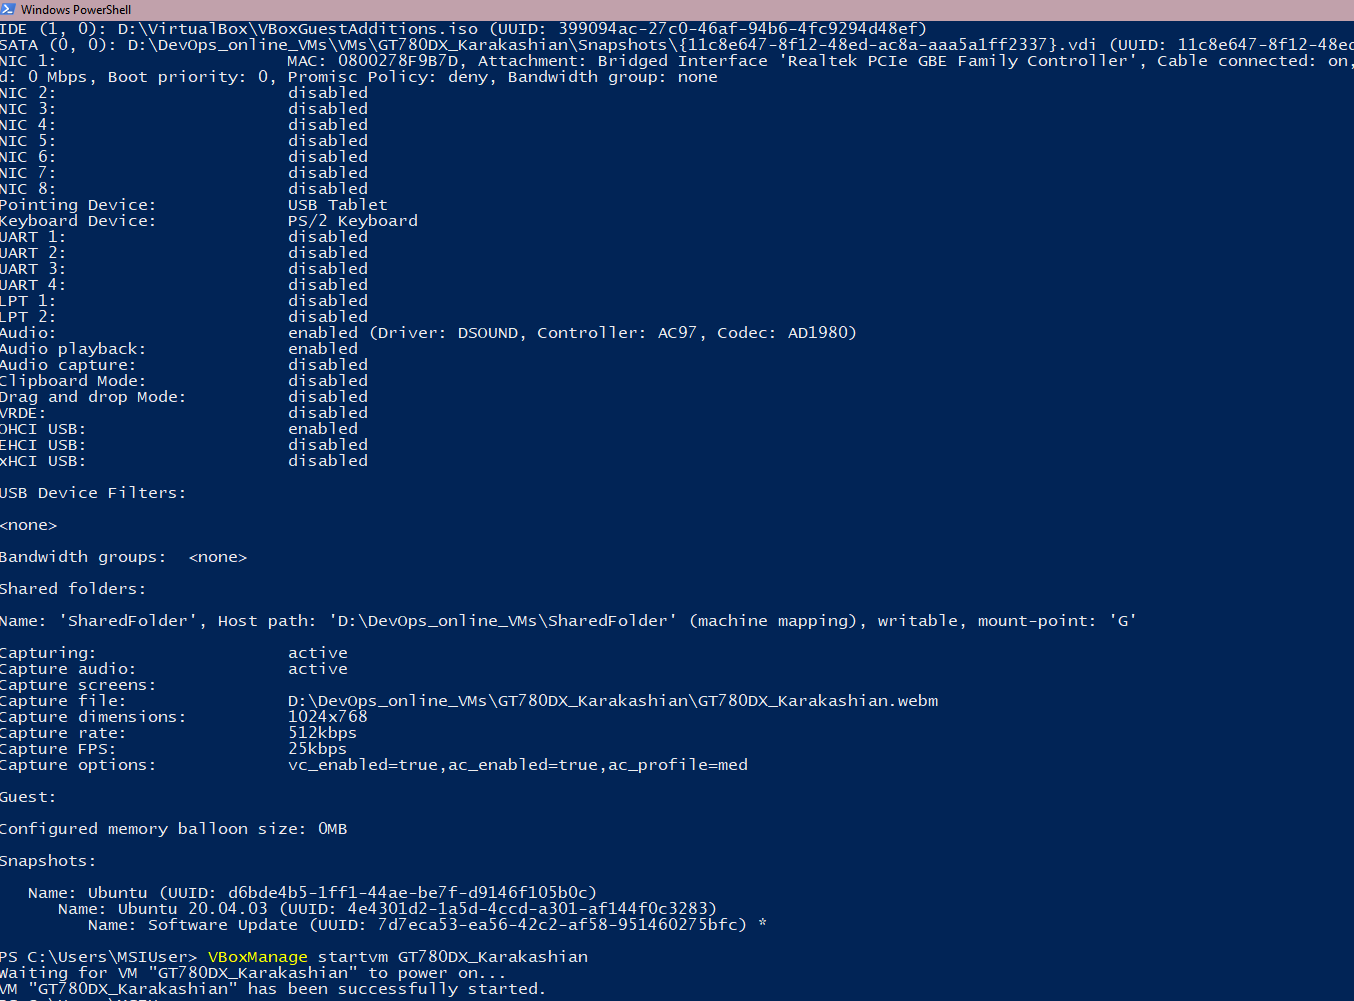 Windows PowerShell
IDE (1, 0): D:\VirtualBox\VBoxGuestAdditions.iso (UUID: 399094ac-27c0-46af-94b6-4fc9294d48ef)
SATA (0, 0): D:\DevOps_online_VMs\VMs\GT780DX_Karakashian\Snapshots\{11c8e647-8f12-48ed-ac8a-aaa5a1ff2337}.vdi (UUID: 11c8e647-8f12-48ed
NIC 1: MAC: 0800278F9B7D, Attachment: Bridged Interface 'Realtek PCIe GBE Family Controller', Cable connected: on,
d: 0 Mbps, Boot priority: 0, Promisc Policy: deny, Bandwidth group: none
NIC 2: disabled
NIC 3: disabled
NIC 4: disabled
NIC 5: disabled
NIC 6: disabled
NIC 7: disabled
NIC 8: disabled
Pointing Device: USB Tablet
Keyboard Device: PS/2 Keyboard
UART 1: disabled
UART 2: disabled
UART 3: disabled
UART 4: disabled
LPT 1: disabled
LPT 2: disabled
Audio: enabled (Driver: DSOUND, Controller: AC97, Codec: AD1980)
Audio playback: enabled
Audio capture: disabled
Clipboard Mode: disabled
Drag and drop Mode: disabled
VRDE: disabled
OHCI USB: enabled
EHCI USB: disabled
xHCI USB: disabled
USB Device Filters:
<none>
Bandwidth groups: <none>
Shared folders:
Name: 'SharedFolder', Host path: 'D:\DevOps_online_VMs\SharedFolder' (machine mapping), writable, mount-point: 'G'
Capturing: active
Capture audio: active
Capture screens:
Capture file: D:\DevOps_online_VMs\GT780DX_Karakashian\GT780DX_Karakashian.webm
Capture dimensions: 1024x768
Capture rate: 512kbps
Capture FPS: 25kbps
Capture options: vc_enabled=true,ac_enabled=true,ac_profile=med
Guest:
Configured memory balloon size: 0MB
Snapshots:
Name: Ubuntu (UUID: d6bde4b5-1ff1-44ae-be7f-d9146f105b0c)
Name: Ubuntu 20.04.03 (UUID: 4e4301d2-1a5d-4ccd-a301-af144f0c3283)
Name: Software Update (UUID: 7d7eca53-ea56-42c2-af58-951460275bfc) *
PS C:\Users\MSIUser> VBoxManage startvm GT780DX_Karakashian
Waiting for VM "GT780DX_Karakashian" to power on...
VM "GT780DX_Karakashian" has been successfully started.